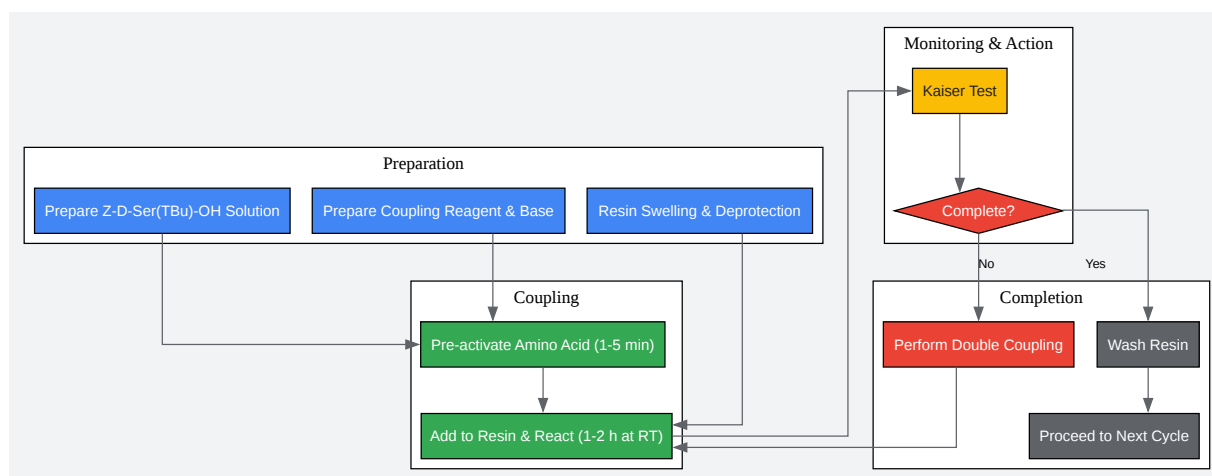 Monitoring & Action
Kaiser Test
Complete?
Preparation
Prepare Z-D-Ser(TBu)-OH Solution
Prepare Coupling Reagent & Base
Resin Swelling & Deprotection
No
Yes
Coupling
Pre-activate Amino Acid (1-5 min)
Add to Resin & React (1-2 h at RT)
Completion
Perform Double Coupling
Wash Resin
Proceed to Next Cycle